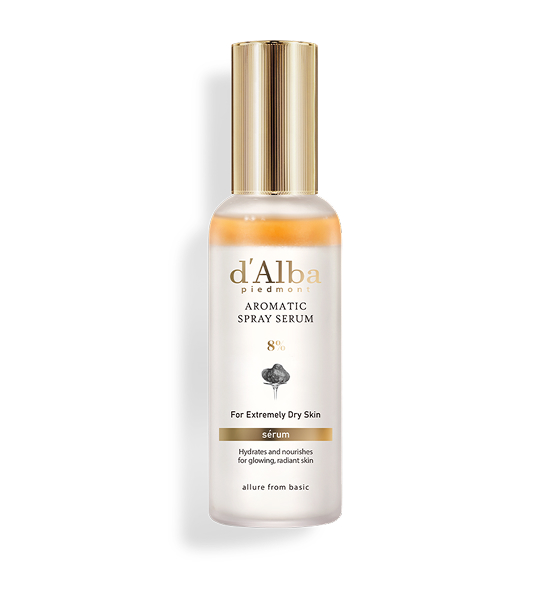 d'Alba
piedmont
AROMATIC
SPRAY SERUM
8%
For Extremely Dry Skin
sérum
Hydrates and nourishes
for glowing, radiant skin
allure from basic